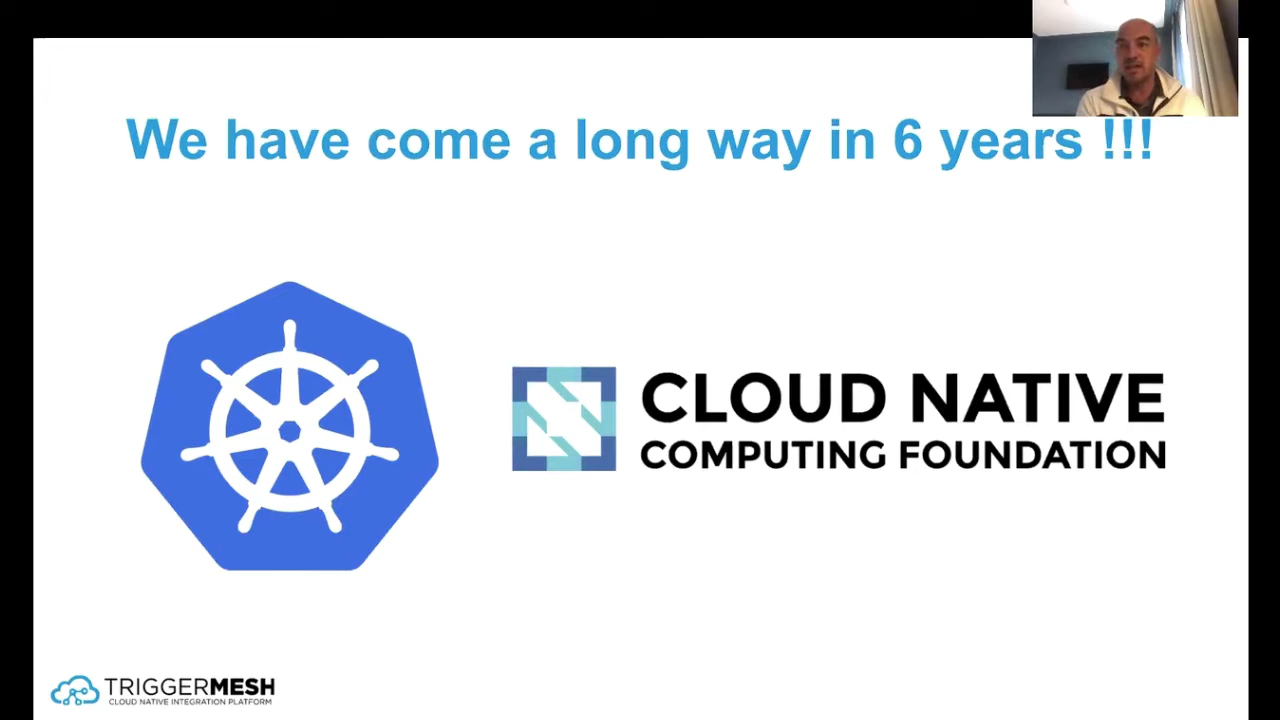 We have come a long way in 6 years !!!
CLOUD NATIVE
COMPUTING FOUNDATION
TRIGGERMESH
CLOUD NATIVE INTEGRATION PLATFORM